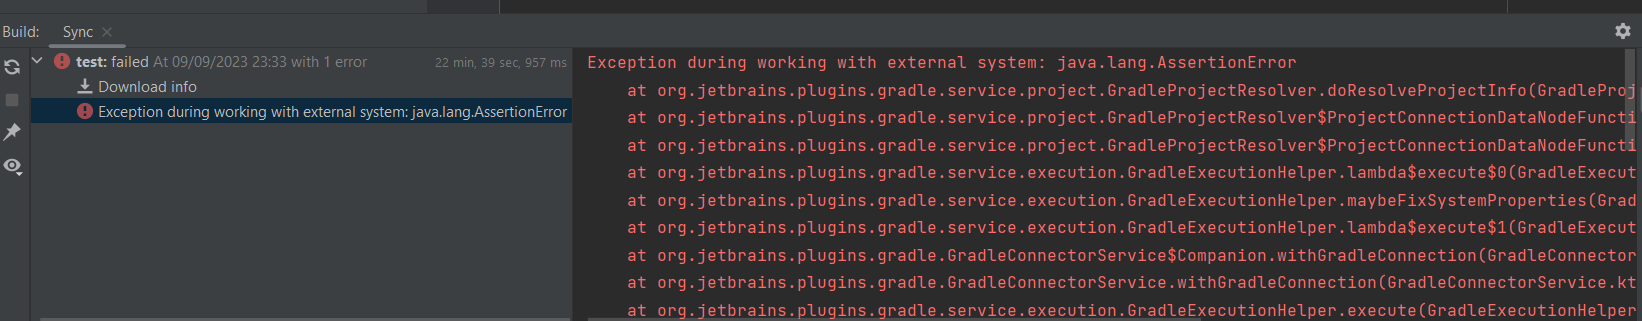 Build: Sync
test: failed At 09/09/2023 23:33 with 1 error 22 min, 39 sec, 957 ms
Download info
Exception during working with external system: java.lang.AssertionError
Exception during working with external system: java.lang.AssertionError
at org.jetbrains.plugins.gradle.service.project.GradleProjectResolver.doResolveProjectInfo(GradleProj
at org.jetbrains.plugins.gradle.service.project.GradleProjectResolver$ProjectConnectionDataNodeFuncti
at org.jetbrains.plugins.gradle.service.project.GradleProjectResolver$ProjectConnectionDataNodeFuncti
at org.jetbrains.plugins.gradle.service.execution.GradleExecutionHelper.lambda$execute$0(GradleExecut
at org.jetbrains.plugins.gradle.service.execution.GradleExecutionHelper.maybeFixSystemProperties(Grad
at org.jetbrains.plugins.gradle.service.execution.GradleExecutionHelper.lambda$execute$1(GradleExecut
at org.jetbrains.plugins.gradle.GradleConnectorService$Companion.withGradleConnection(GradleConnector
at org.jetbrains.plugins.gradle.GradleConnectorService.withGradleConnection(GradleConnectorService.kt
at org.jetbrains.plugins.gradle.service.execution.GradleExecutionHelper.execute(GradleExecutionHelper